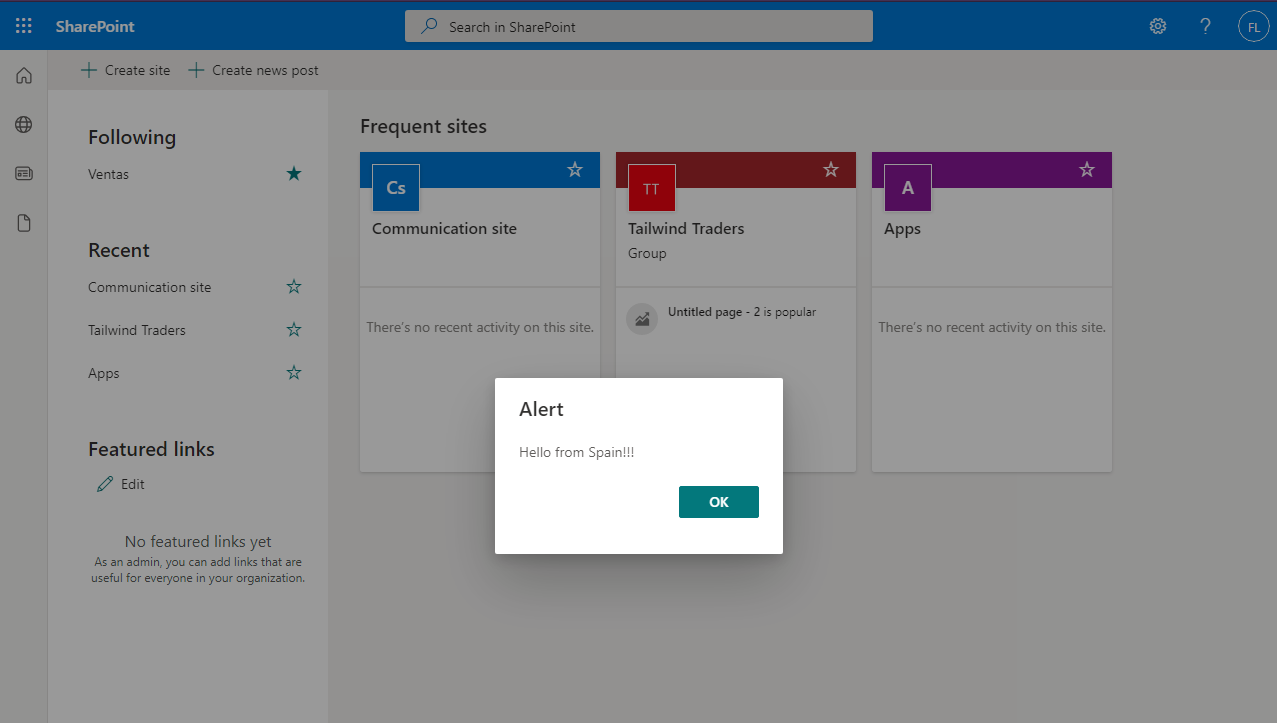 SharePoint
Search in SharePoint
?
FL
Create site
Create news post
Following
Ventas
Recent
Communication site
Tailwind Traders
Apps
Featured links
Edit
No featured links yet
As an admin, you can add links that are
useful for everyone in your organization.
Frequent sites
Cs
Communication site
There's no recent activity on this site.
TT
Tailwind Traders
Group
Untitled page - 2 is popular
A
Apps
There's no recent activity on this site.
Alert
Hello from Spain!!!
OK